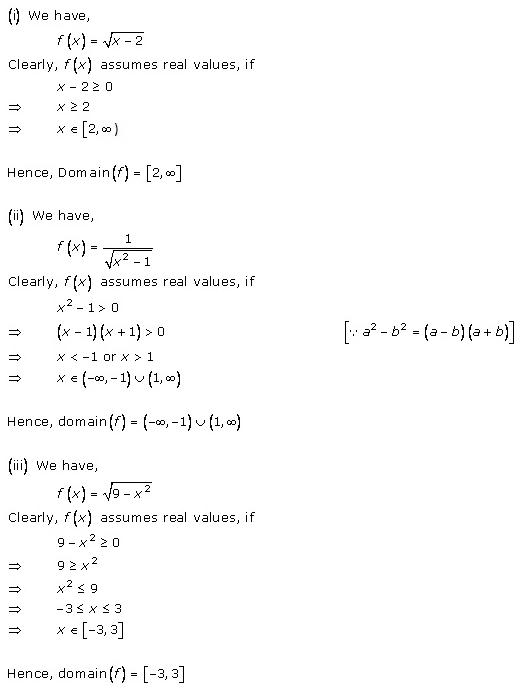 (i) We have,
f(x) = √(x − 2)
Clearly, f(x) assumes real values, if
x − 2 ≥ 0
⇒ x ≥ 2
⇒ x ∈ [2, ∞)
Hence, Domain(f) = [2, ∞]
(ii) We have,
f(x) = 1/√(x² − 1)
Clearly, f(x) assumes real values, if
x² − 1 > 0
⇒ (x − 1)(x + 1) > 0 [∵ a² − b² = (a − b)(a + b)]
⇒ x < −1 or x > 1
⇒ x ∈ (−∞, −1) ∪ (1, ∞)
Hence, domain(f) = (−∞, −1) ∪ (1, ∞)
(iii) We have,
f(x) = √(9 − x²)
Clearly, f(x) assumes real values, if
9 − x² ≥ 0
⇒ 9 ≥ x²
⇒ x² ≤ 9
⇒ −3 ≤ x ≤ 3
⇒ x ∈ [−3, 3]
Hence, domain(f) = [−3, 3]